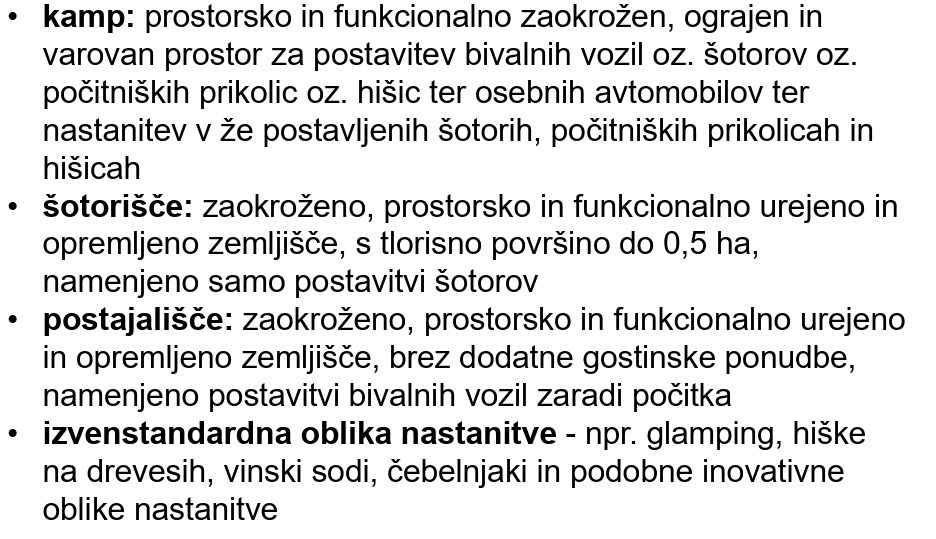 • kamp: prostorsko in funkcionalno zaokrožen, ograjen in
varovan prostor za postavitev bivalnih vozil oz. šotorov oz.
počitniških prikolic oz. hišic ter osebnih avtomobilov ter
nastanitev v že postavljenih šotorih, počitniških prikolicah in
hišicah
• šotorišče: zaokroženo, prostorsko in funkcionalno urejeno in
opremljeno zemljišče, s tlorisno površino do 0,5 ha,
namenjeno samo postavitvi šotorov
• postajališče: zaokroženo, prostorsko in funkcionalno urejeno
in opremljeno zemljišče, brez dodatne gostinske ponudbe,
namenjeno postavitvi bivalnih vozil zaradi počitka
• izvenstandardna oblika nastanitve - npr. glamping, hiške
na drevesih, vinski sodi, čebelnjaki in podobne inovativne
oblike nastanitve